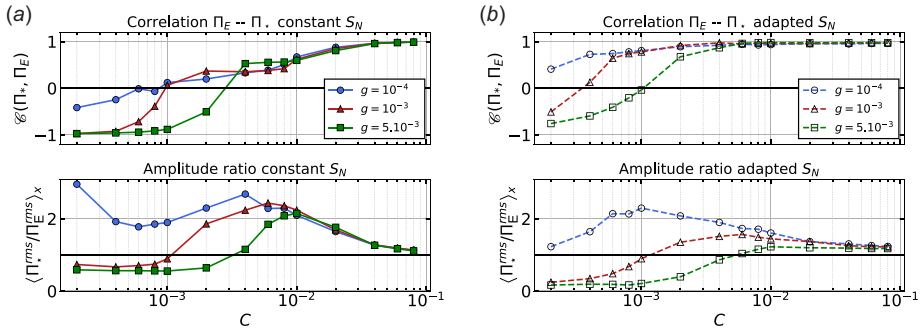 (a)
Correlation Π_E -- Π_* constant S_N
𝒞(Π_*, Π_E)
1
0
−1
g = 10^−4
g = 10^−3
g = 5.10^−3
Amplitude ratio constant S_N
⟨Π_*^rms/Π_E^rms⟩_X
2
1
10^−3
10^−2
10^−1
C
(b)
Correlation Π_E -- Π_* adapted S_N
𝒞(Π_*, Π_E)
1
0
−1
g = 10^−4
g = 10^−3
g = 5.10^−3
Amplitude ratio adapted S_N
⟨Π_*^rms/Π_E^rms⟩_X
2
1
10^−3
10^−2
10^−1
C